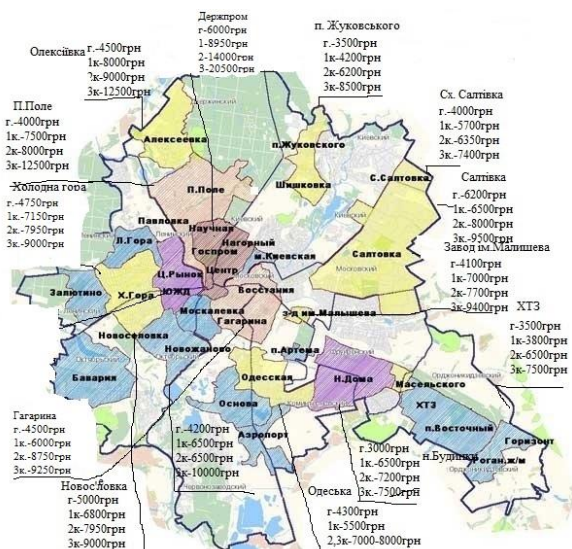 Держпром
г-6000грн
1-8950грн
2-14000грн
3-20500грн
п. Жуковського
г.-3500грн
1к-4200грн
2к-6200грн
3к-8500грн
Олексіївка
г.-4500грн
1к-8000грн
2к-9000грн
3к-12500грн
П.Поле
г.-4000грн
1к.-7500грн
2к-8000грн
3к-12500грн
Холодна гора
г-4750грн
1к-7150грн
2к.-7950грн
3к-9000грн
Сх. Салтівка
г.-4000грн
1к.-5700грн
2к-6350грн
3к-7400грн
Салтівка
г.-6200грн
1к-6500грн
2к-8000грн
3к-9500грн
Завод ім.Малишева
г-4100грн
1к-7000грн
2к-7700грн
3к-9400грн
ХТЗ
г-3500грн
1к-3800грн
2к-6500грн
3к-7500грн
Дзержинский
Алексеевка
п.Жуковского
Киевский
Шишковка
С.Салтовка
П.Поле
Павловка
Научная
Нагорный
Госпром
м.Киевская
Салтовка
Московский
Л.Гора
Ц.Рынок
Центр
ЮЖД
Залютино
Х.Гора
Восстания
Москалевка
Гагарина
з-д им.Малышева
Новоселовка
Новожаново
п.Артема
Бавария
Одесская
Н.Дома
Масельского
Основа
ХТЗ
п.Восточный
Горизонт
Аэропорт
Роган.ж/м
Червонозаводский
Гагарина
г.-4500грн
1к-6000грн
2к-8750грн
3к.-9250грн
г.-4200грн
1к-6500грн
2к-6500грн
3к-10000грн
н.Будинки
г.3000грн
1к-6500грн
2к.-7200грн
3к.-7500грн
Новоселовка
г-5000грн
1к-6800грн
2к-7950грн
3к-9000грн
Одеська
г-4300грн
1к-5500грн
2,3к-7000-8000грн